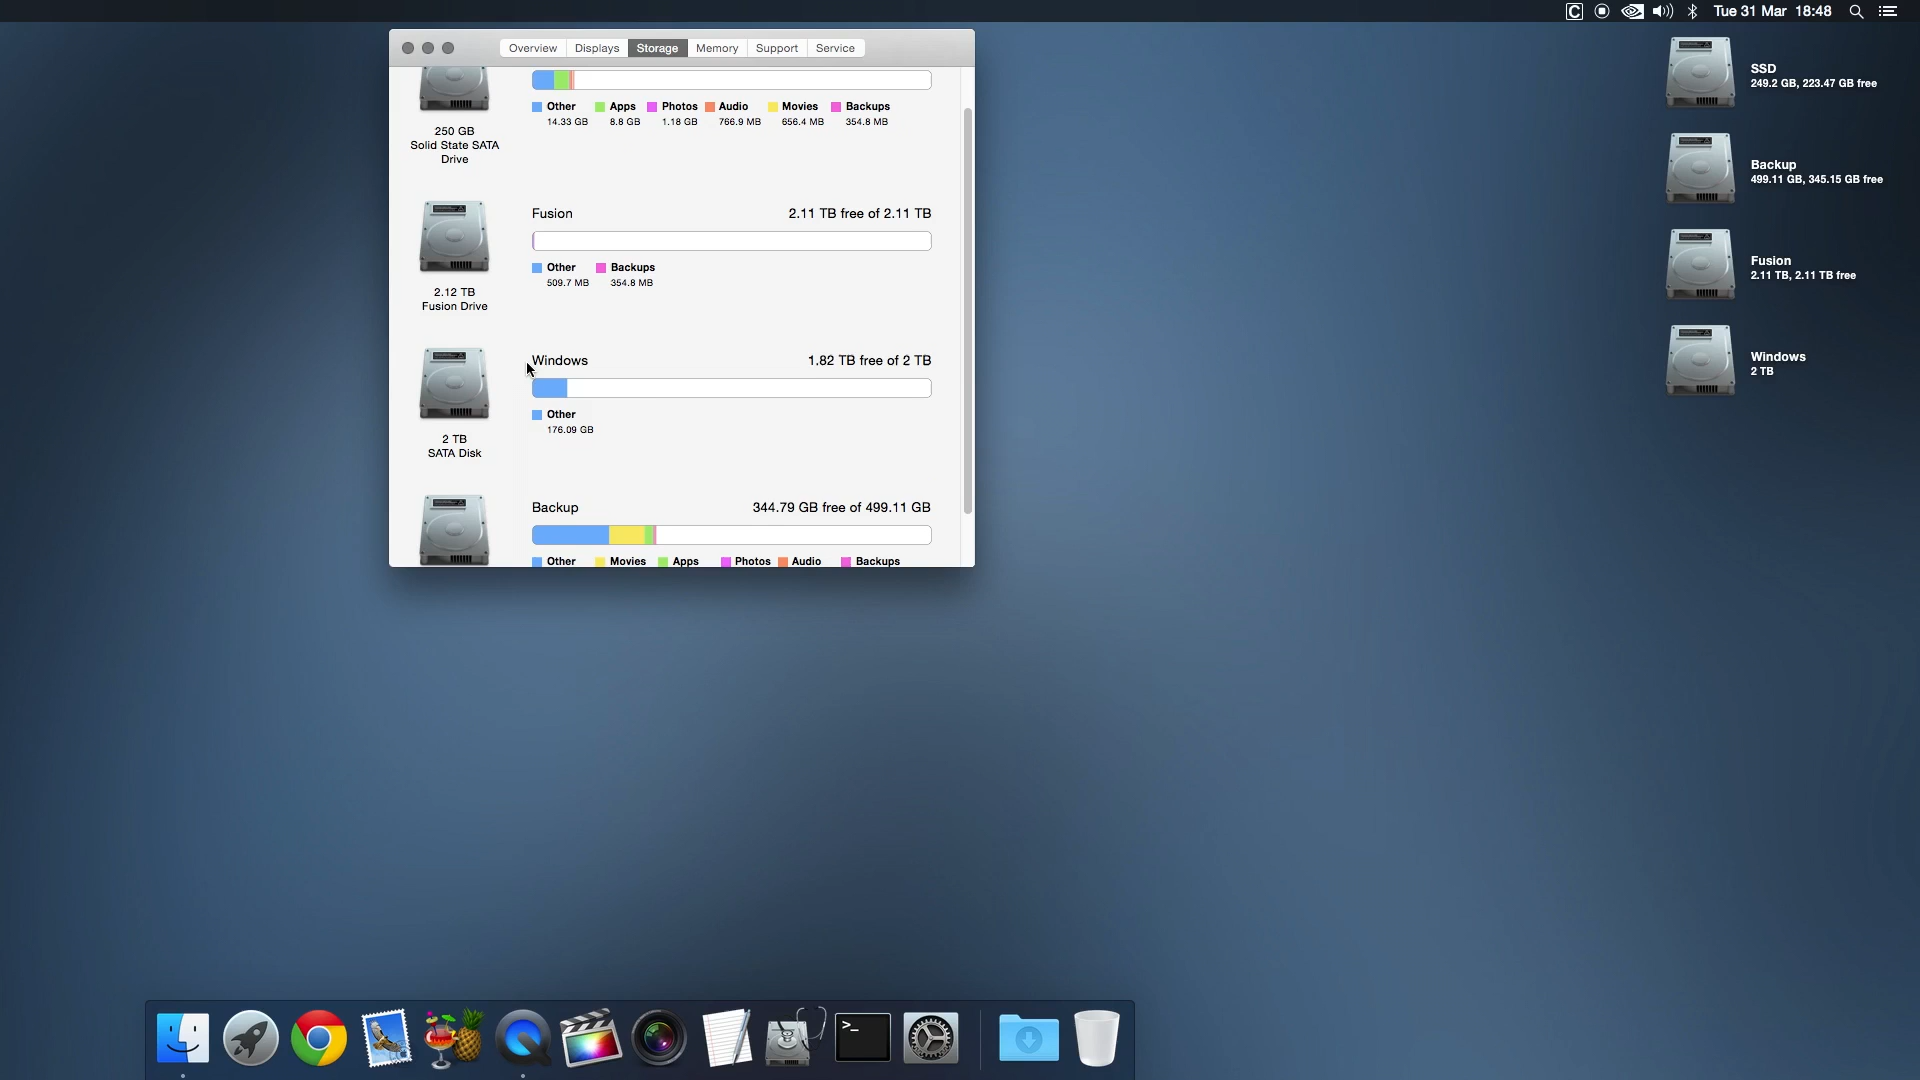 C
Tue 31 Mar 18:48
Overview Displays Storage Memory Support Service
Other Apps Photos Audio Movies Backups
14.33 GB 8.8 GB 1.18 GB 766.9 MB 656.4 MB 354.8 MB
250 GB
Solid State SATA
Drive
Fusion 2.11 TB free of 2.11 TB
Other Backups
509.7 MB 354.8 MB
2.12 TB
Fusion Drive
Windows 1.82 TB free of 2 TB
Other
176.09 GB
2 TB
SATA Disk
Backup 344.79 GB free of 499.11 GB
Other Movies Apps Photos Audio Backups
SSD
249.2 GB, 223.47 GB free
Backup
499.11 GB, 345.15 GB free
Fusion
2.11 TB, 2.11 TB free
Windows
2 TB
>_